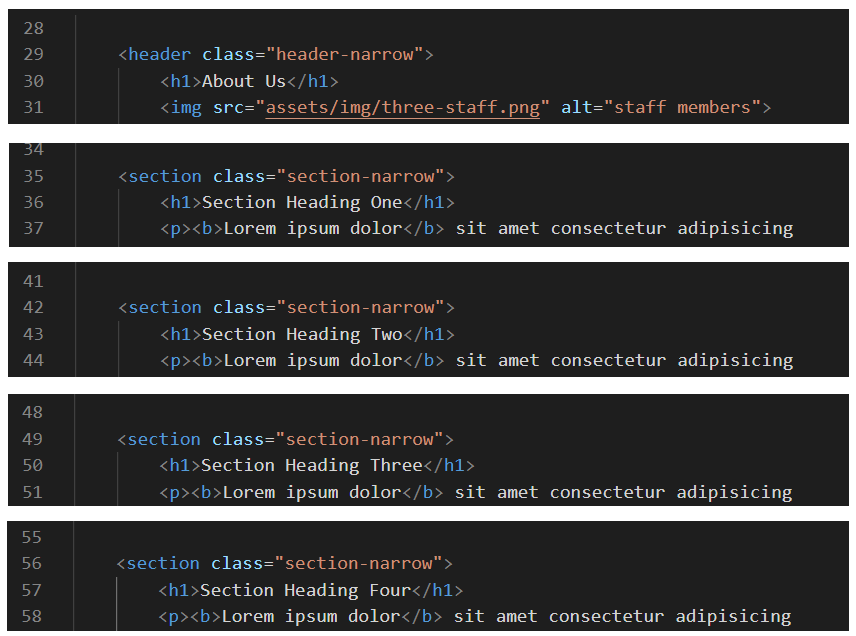 28
29 <header class="header-narrow">
30 <h1>About Us</h1>
31 <img src="assets/img/three-staff.png" alt="staff members">
34
35 <section class="section-narrow">
36 <h1>Section Heading One</h1>
37 <p><b>Lorem ipsum dolor</b> sit amet consectetur adipisicing
41
42 <section class="section-narrow">
43 <h1>Section Heading Two</h1>
44 <p><b>Lorem ipsum dolor</b> sit amet consectetur adipisicing
48
49 <section class="section-narrow">
50 <h1>Section Heading Three</h1>
51 <p><b>Lorem ipsum dolor</b> sit amet consectetur adipisicing
55
56 <section class="section-narrow">
57 <h1>Section Heading Four</h1>
58 <p><b>Lorem ipsum dolor</b> sit amet consectetur adipisicing